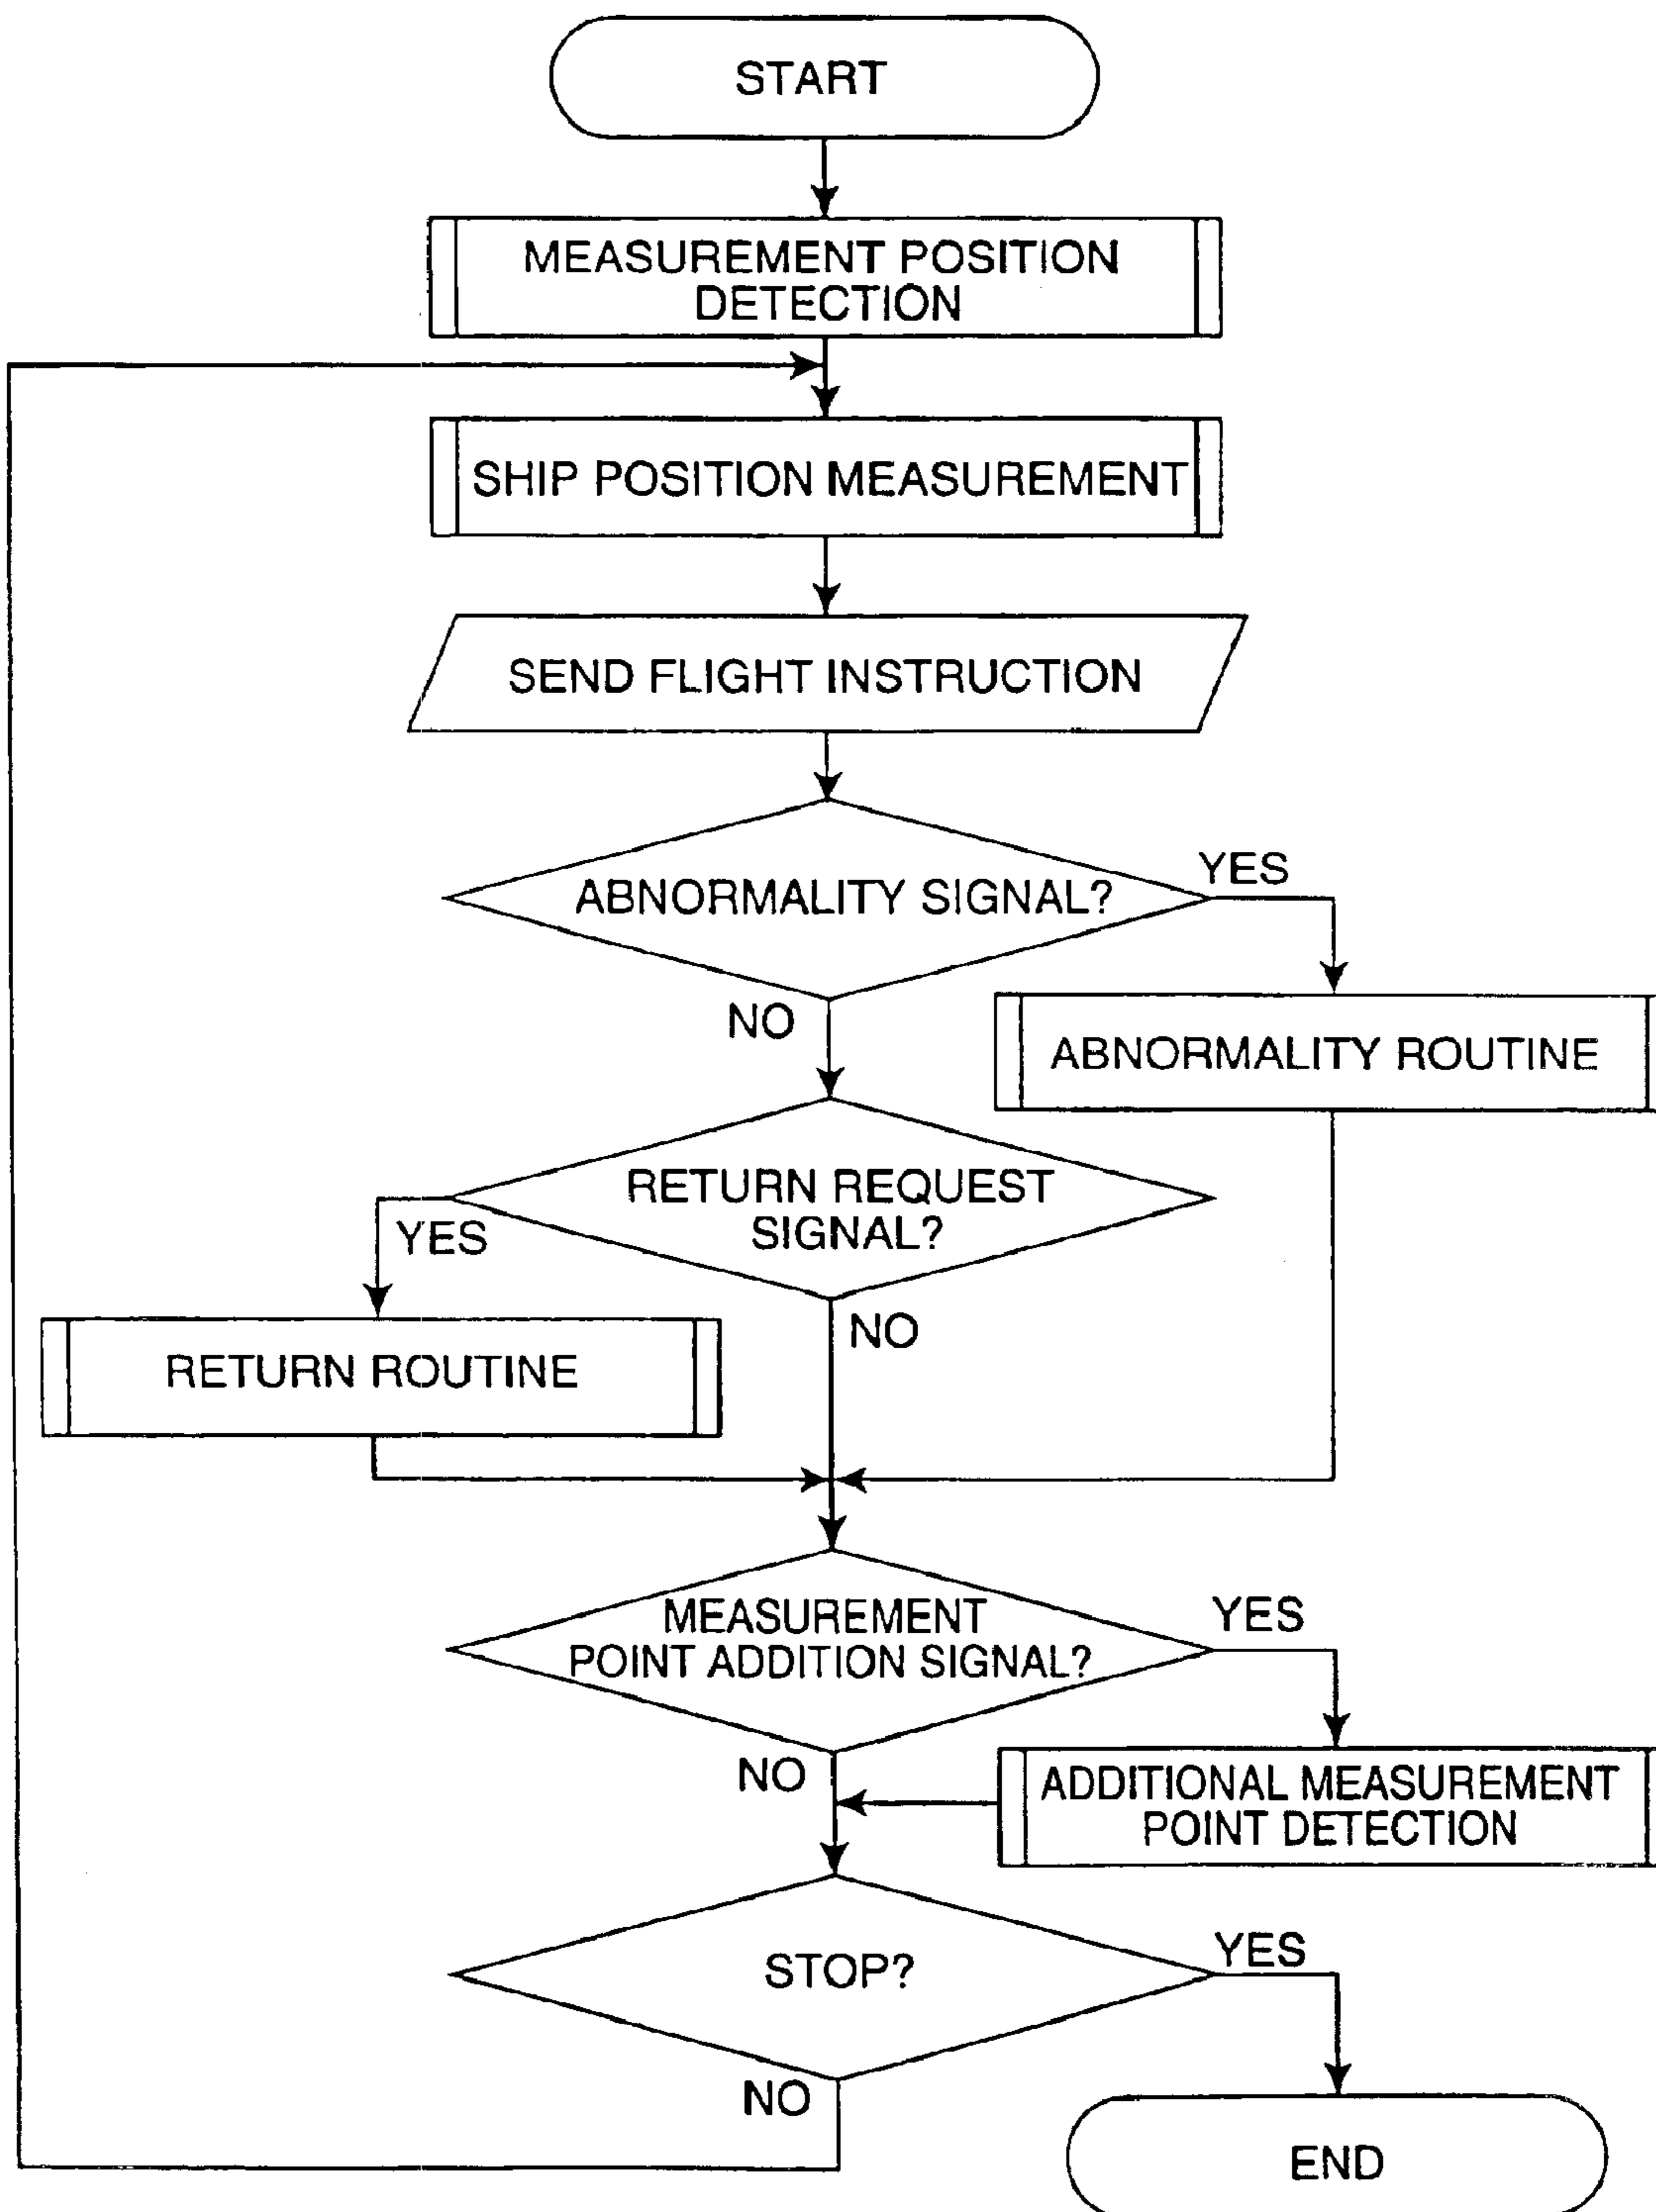 START
MEASUREMENT POSITION
DETECTION
SHIP POSITION MEASUREMENT
SEND FLIGHT INSTRUCTION
ABNORMALITY SIGNAL?
YES
NO
ABNORMALITY ROUTINE
RETURN REQUEST
SIGNAL?
YES
NO
RETURN ROUTINE
MEASUREMENT
POINT ADDITION SIGNAL?
YES
NO
ADDITIONAL MEASUREMENT
POINT DETECTION
STOP?
YES
NO
END